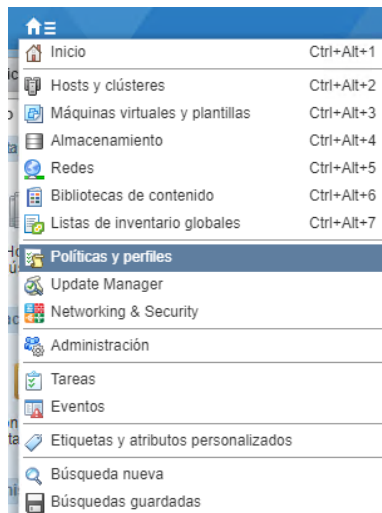 Inicio Ctrl+Alt+1
Hosts y clústeres Ctrl+Alt+2
Máquinas virtuales y plantillas Ctrl+Alt+3
Almacenamiento Ctrl+Alt+4
Redes Ctrl+Alt+5
Bibliotecas de contenido Ctrl+Alt+6
Listas de inventario globales Ctrl+Alt+7
Políticas y perfiles
Update Manager
Networking & Security
Administración
Tareas
Eventos
Etiquetas y atributos personalizados
Búsqueda nueva
Búsquedas guardadas